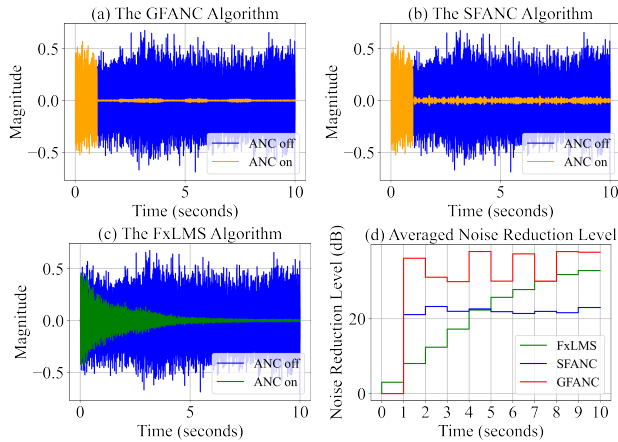 (a) The GFANC Algorithm
0.5
0.0
−0.5
Magnitude
ANC off
ANC on
0
5
10
Time (seconds)
(b) The SFANC Algorithm
0.5
0.0
−0.5
Magnitude
ANC off
ANC on
0
5
10
Time (seconds)
(c) The FxLMS Algorithm
0.5
0.0
−0.5
Magnitude
ANC off
ANC on
0
5
10
Time (seconds)
(d) Averaged Noise Reduction Level
20
0
Noise Reduction Level (dB)
FxLMS
SFANC
GFANC
0 1 2 3 4 5 6 7 8 9 10
Time (seconds)